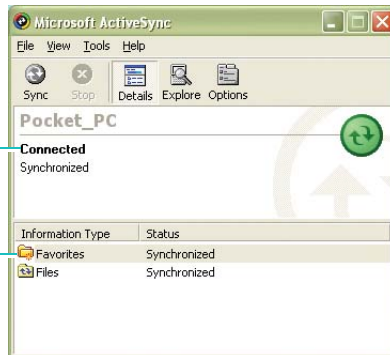 Microsoft ActiveSync
File View Tools Help
Sync Stop Details Explore Options
Pocket_PC
Connected
Synchronized
Information Type Status
Favorites Synchronized
Files Synchronized